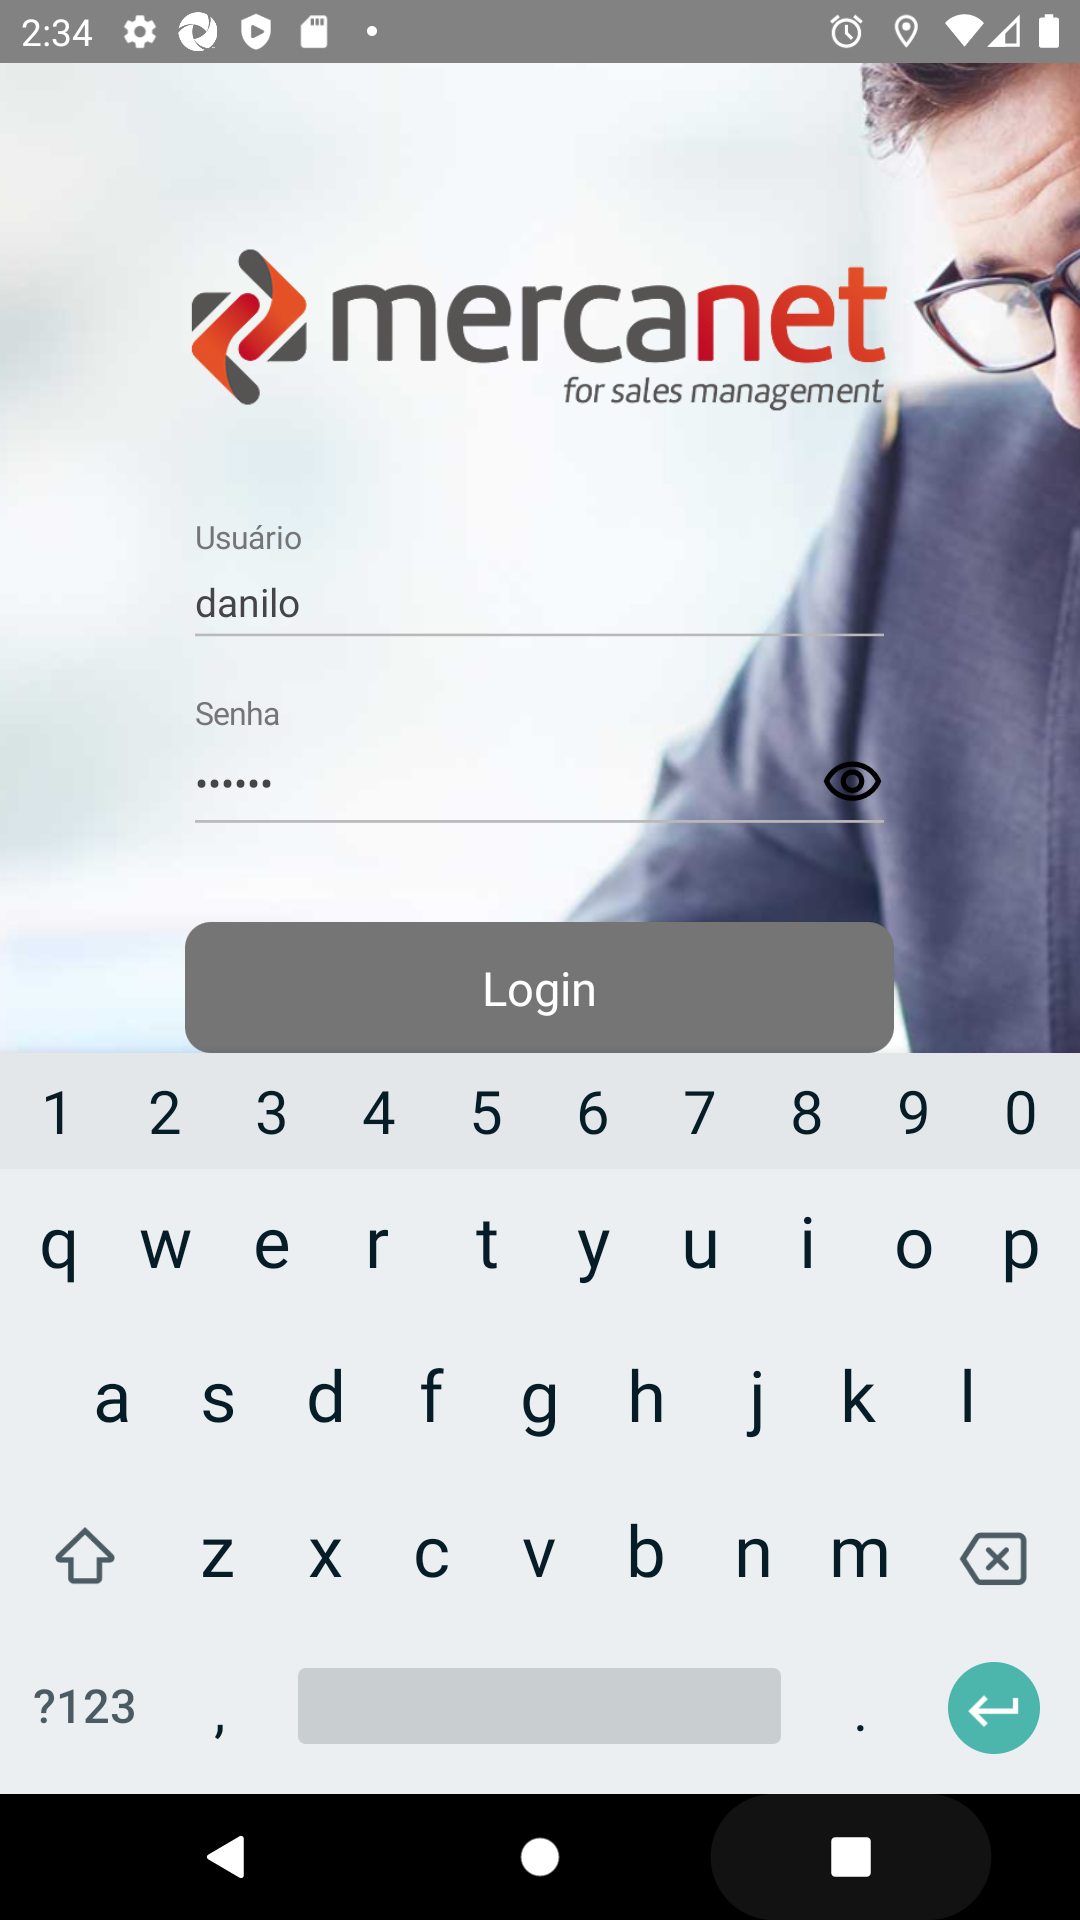 2:34
mercanet
for sales management
Usuário
danilo
Senha
••••••
Login
1 2 3 4 5 6 7 8 9 0
q w e r t y u i o p
a s d f g h j k l
z x c v b n m
?123 , .